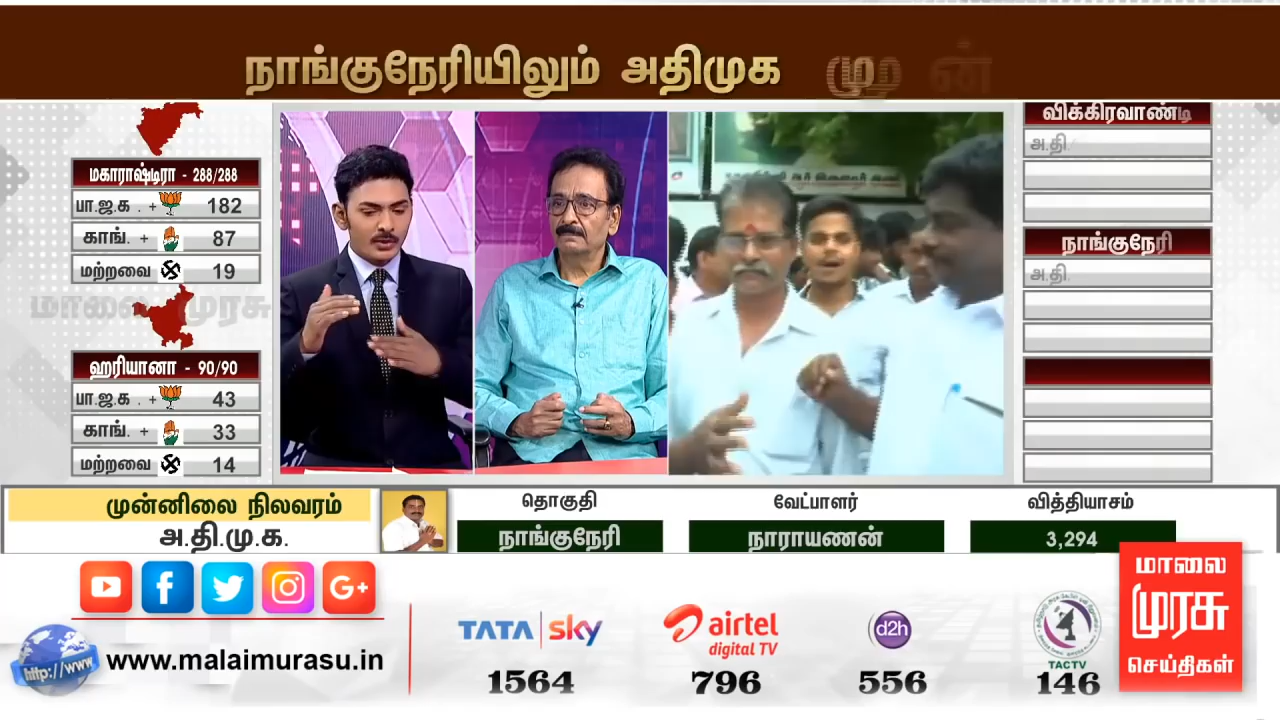 நாங்குநேரியிலும் அதிமுக
மகாராஷ்டிரா - 288/288
பா.ஜ.க . + 182
காங். + 87
மற்றவை 19
மாலை முரசு
ஹரியானா - 90/90
பா.ஜ.க . + 43
காங். + 33
மற்றவை 14
விக்கிரவாண்டி
அ.தி.
நாங்குநேரி
அ.தி.
முன்னிலை நிலவரம்
அ.தி.மு.க.
தொகுதி வேட்பாளர் வித்தியாசம்
நாங்குநேரி நாராயணன் 3,294
http://www
www.malaimurasu.in
G+
TATA sky
1564
airtel
digital TV
796
d2h
556
TACTV
146
மாலை
முரசு
செய்திகள்